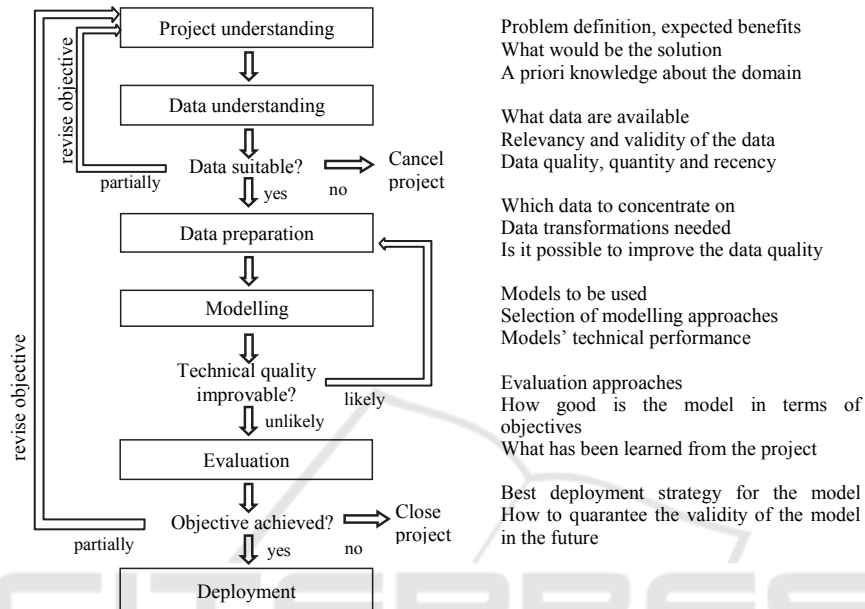 Project understanding
Data understanding
Data suitable?
Cancel
project
partially
yes
no
revise objective
Data preparation
Modelling
Technical quality
improvable?
likely
unlikely
Evaluation
Objective achieved?
Close
project
partially
yes
no
revise objective
Deployment
Problem definition, expected benefits
What would be the solution
A priori knowledge about the domain
What data are available
Relevancy and validity of the data
Data quality, quantity and recency
Which data to concentrate on
Data transformations needed
Is it possible to improve the data quality
Models to be used
Selection of modelling approaches
Models’ technical performance
Evaluation approaches
How good is the model in terms of
objectives
What has been learned from the project
Best deployment strategy for the model
How to quarantee the validity of the model
in the future